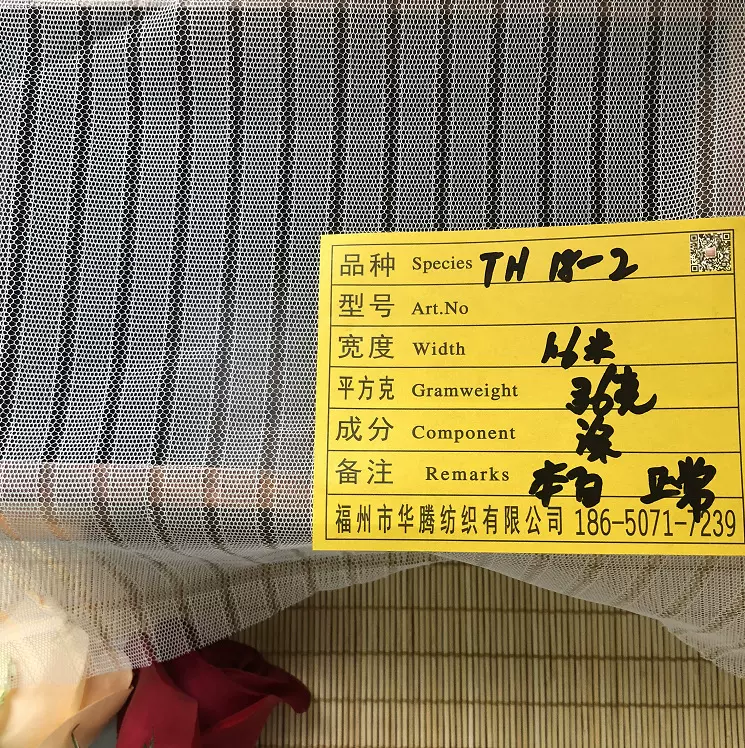 品种 Species TH 18-2
型号 Art.No
宽度 Width 1.6米
平方克 Gramweight 36克
成分 Component 涤
备注 Remarks 本白 正常
福州市华腾纺织有限公司 186-5071-7239